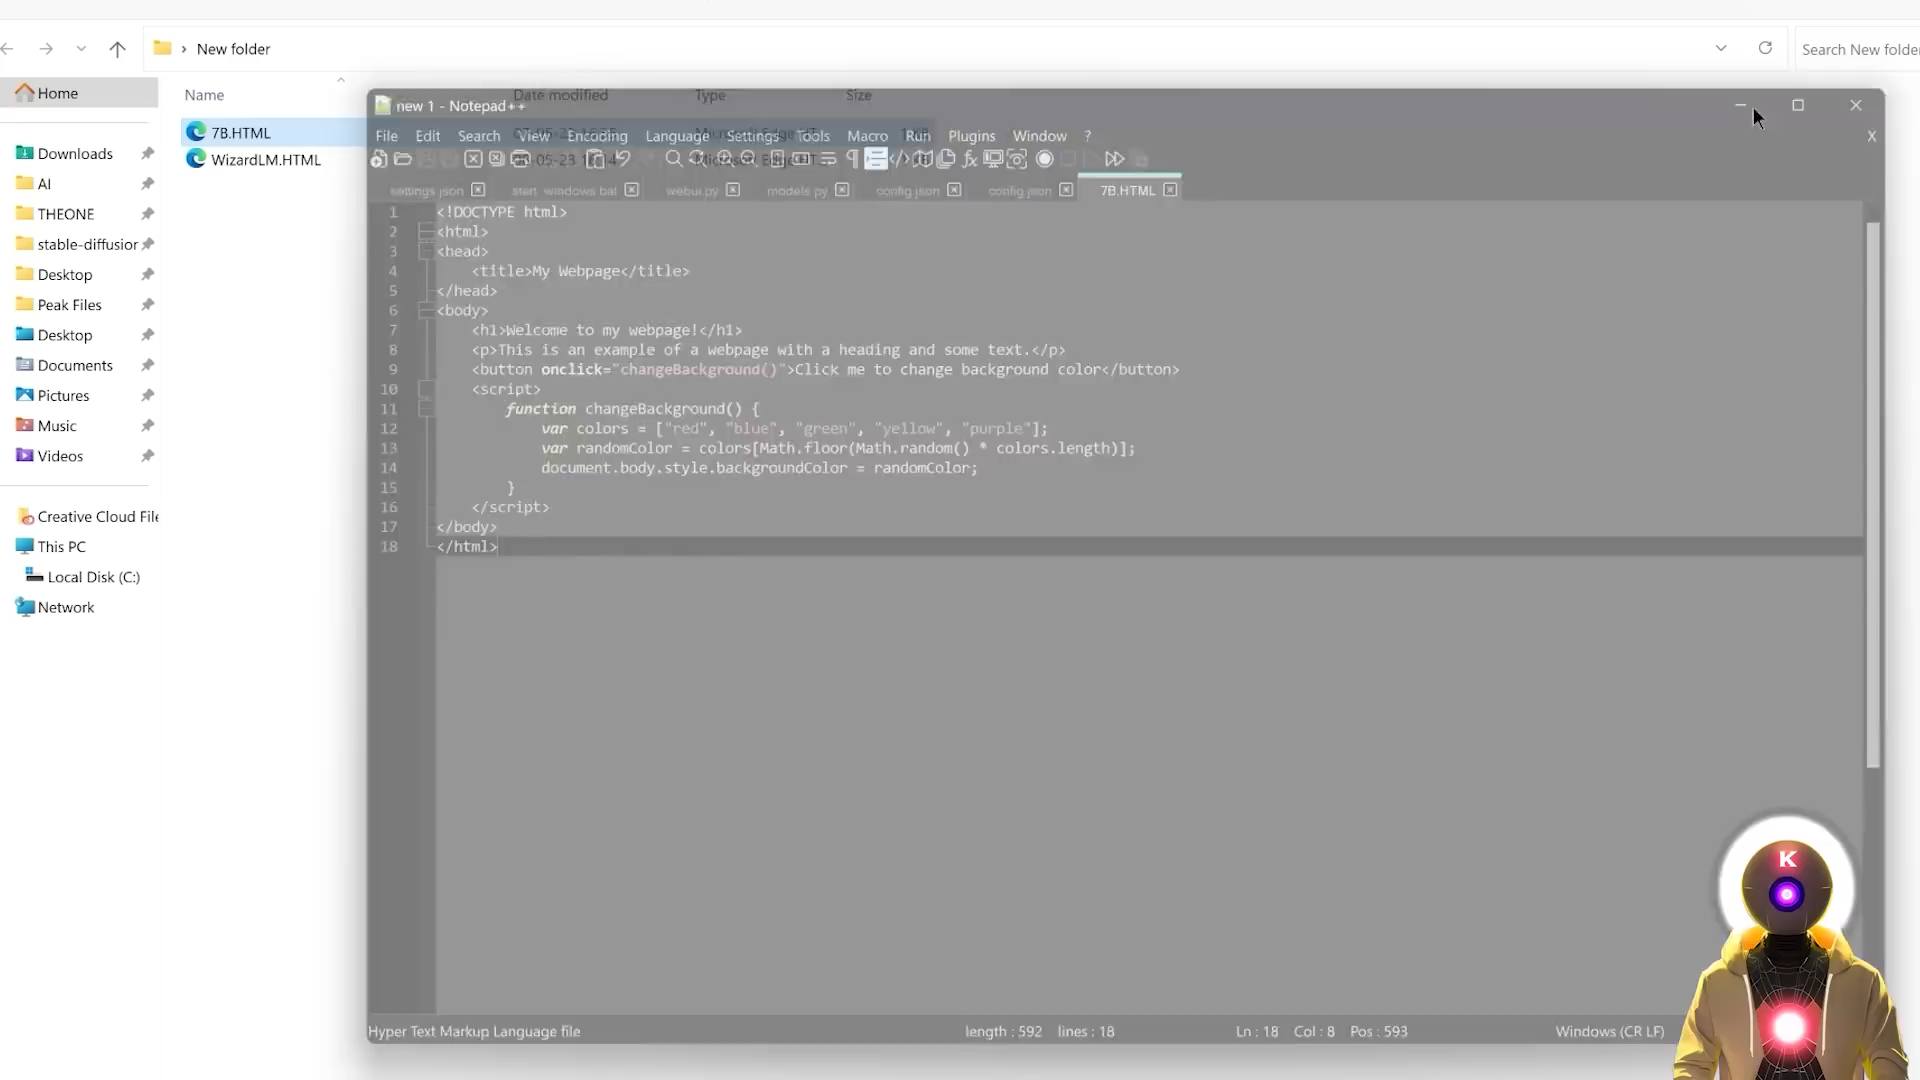 New folder
Search New folder
Home
Downloads
AI
THEONE
stable-diffusior
Desktop
Peak Files
Desktop
Documents
Pictures
Music
Videos
Creative Cloud File
This PC
Local Disk (C:)
Network
Name
Date modified Type Size
7B.HTML
WizardLM.HTML
new 1 - Notepad++
File Edit Search View Encoding Language Settings Tools Macro Run Plugins Window ? X
settings.json start_windows.bat webui.py models.py config.json config.json 7B.HTML
1 <!DOCTYPE html>
2 <html>
3 <head>
4 <title>My Webpage</title>
5 </head>
6 <body>
7 <h1>Welcome to my webpage!</h1>
8 <p>This is an example of a webpage with a heading and some text.</p>
9 <button onclick="changeBackground()">Click me to change background color</button>
10 <script>
11 function changeBackground() {
12 var colors = ["red", "blue", "green", "yellow", "purple"];
13 var randomColor = colors[Math.floor(Math.random() * colors.length)];
14 document.body.style.backgroundColor = randomColor;
15 }
16 </script>
17 </body>
18 </html>
Hyper Text Markup Language file length : 592 lines : 18 Ln : 18 Col : 8 Pos : 593 Windows (CR LF)
K